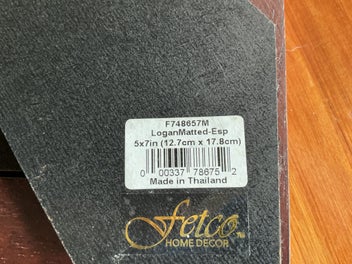 F748657M
LoganMatted-Esp
5x7in (12.7cm x 17.8cm)
0 00337 78675 2
Made in Thailand
fetco
HOME DECOR